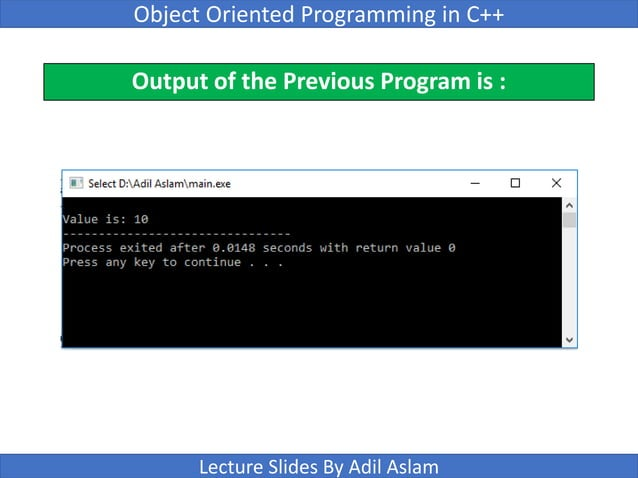 Object Oriented Programming in C++
Output of the Previous Program is :
Select D:\Adil Aslam\main.exe
Value is: 10
--------------------------------
Process exited after 0.0148 seconds with return value 0
Press any key to continue . . .
Lecture Slides By Adil Aslam